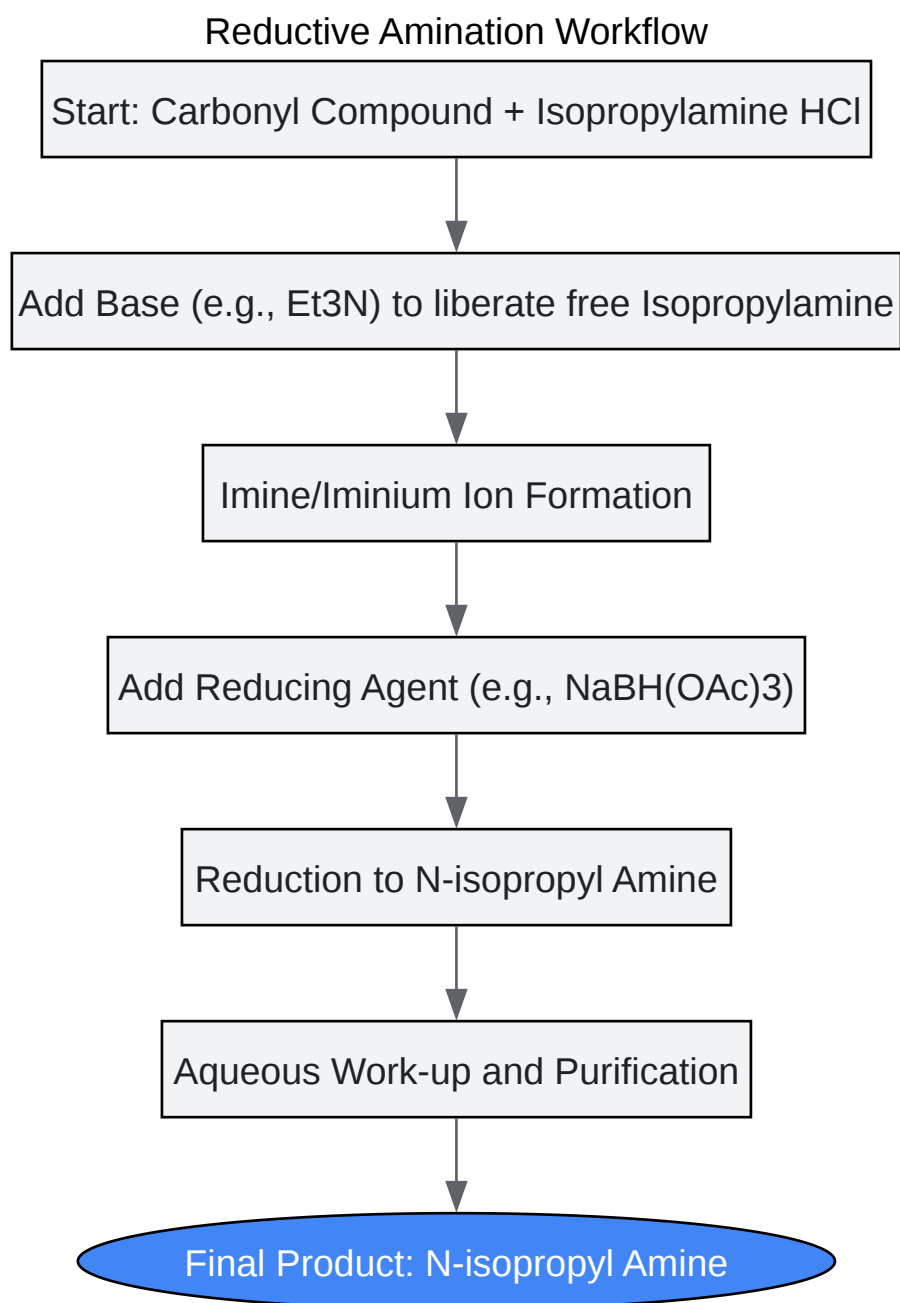 Reductive Amination Workflow
Start: Carbonyl Compound + Isopropylamine HCl
Add Base (e.g., Et3N) to liberate free Isopropylamine
Imine/Iminium Ion Formation
Add Reducing Agent (e.g., NaBH(OAc)3)
Reduction to N-isopropyl Amine
Aqueous Work-up and Purification
Final Product: N-isopropyl Amine